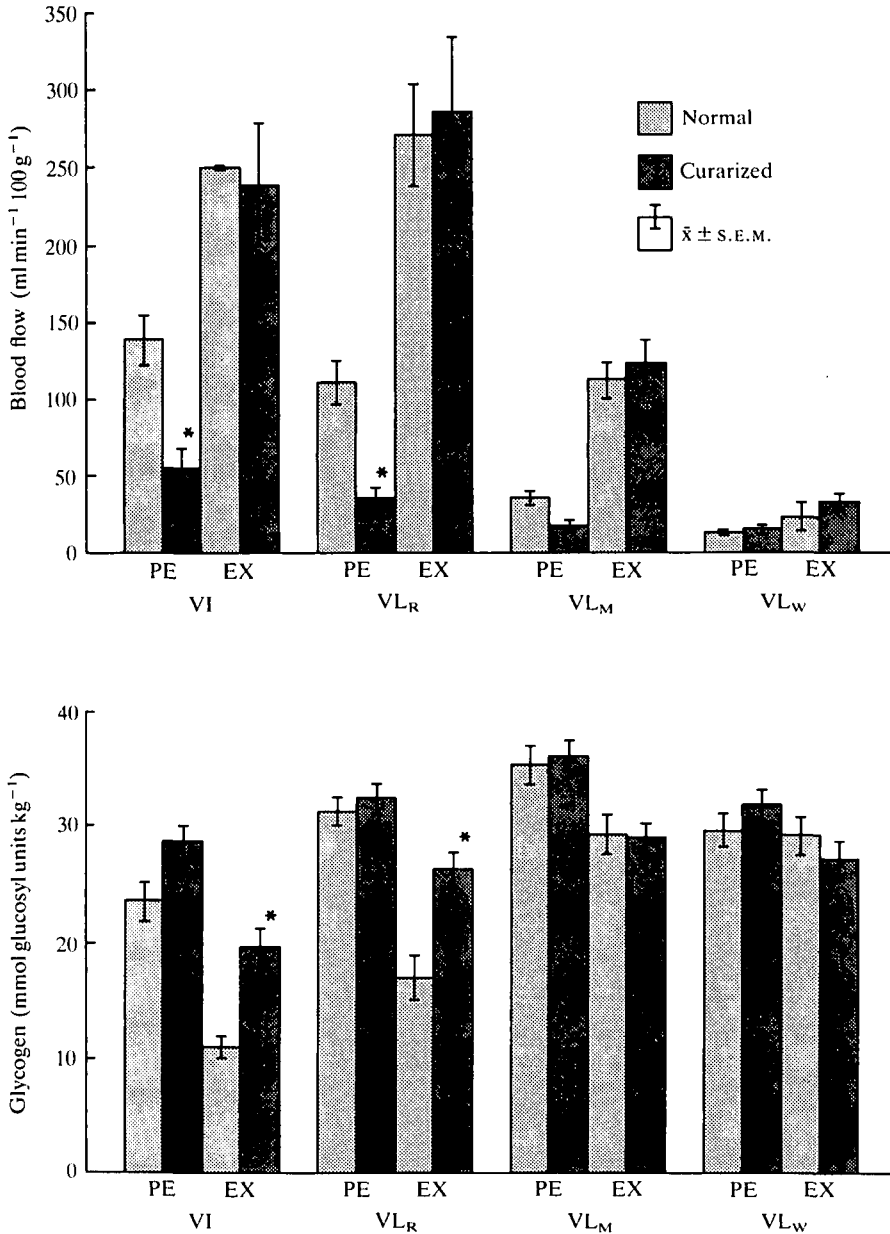 350
300
250
200
150
100
50
0
Blood flow (ml min⁻¹ 100 g⁻¹)
Normal
Curarized
x̄ ± S.E.M.
*
*
PE EX PE EX PE EX PE EX
VI VL_R VL_M VL_W
40
30
20
10
0
Glycogen (mmol glucosyl units kg⁻¹)
*
*
PE EX PE EX PE EX PE EX
VI VL_R VL_M VL_W